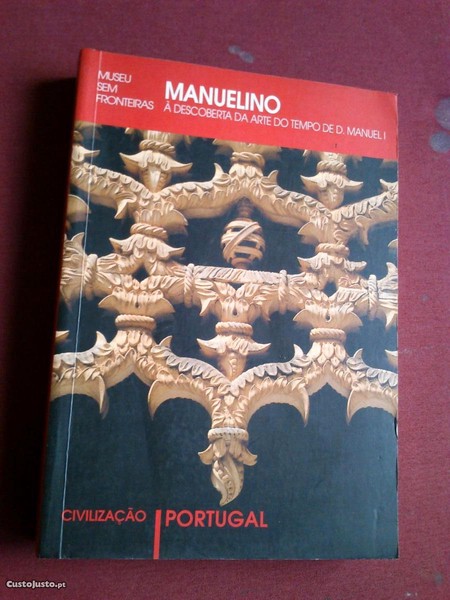 MUSEU
SEM
FRONTEIRAS
MANUELINO
À DESCOBERTA DA ARTE DO TEMPO DE D. MANUEL I
CIVILIZAÇÃO
PORTUGAL
CustoJusto.pt